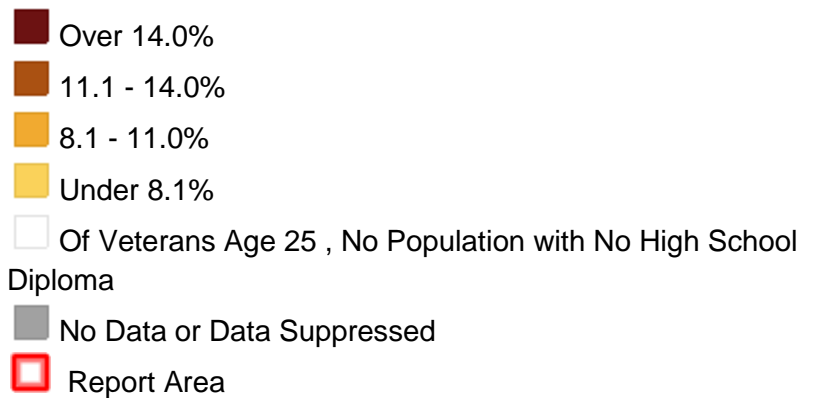 Over 14.0%
11.1 - 14.0%
8.1 - 11.0%
Under 8.1%
Of Veterans Age 25 , No Population with No High School
Diploma
No Data or Data Suppressed
Report Area